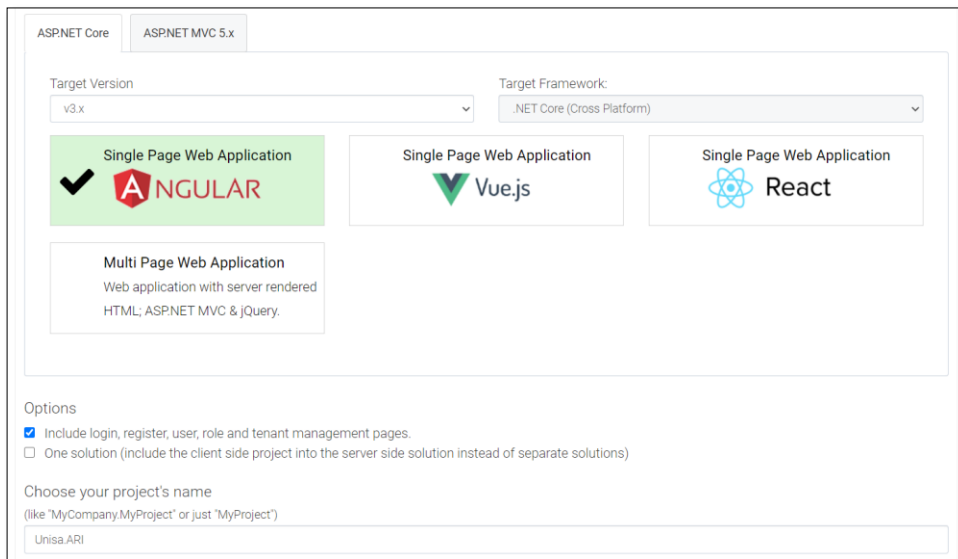 ASP.NET Core
ASP.NET MVC 5.x
Target Version
Target Framework:
v3.x
.NET Core (Cross Platform)
Single Page Web Application
ANGULAR
Single Page Web Application
Vue.js
Single Page Web Application
React
Multi Page Web Application
Web application with server rendered
HTML; ASP.NET MVC & jQuery.
Options
Include login, register, user, role and tenant management pages.
One solution (include the client side project into the server side solution instead of separate solutions)
Choose your project's name
(like "MyCompany.MyProject" or just "MyProject")
Unisa.ARI